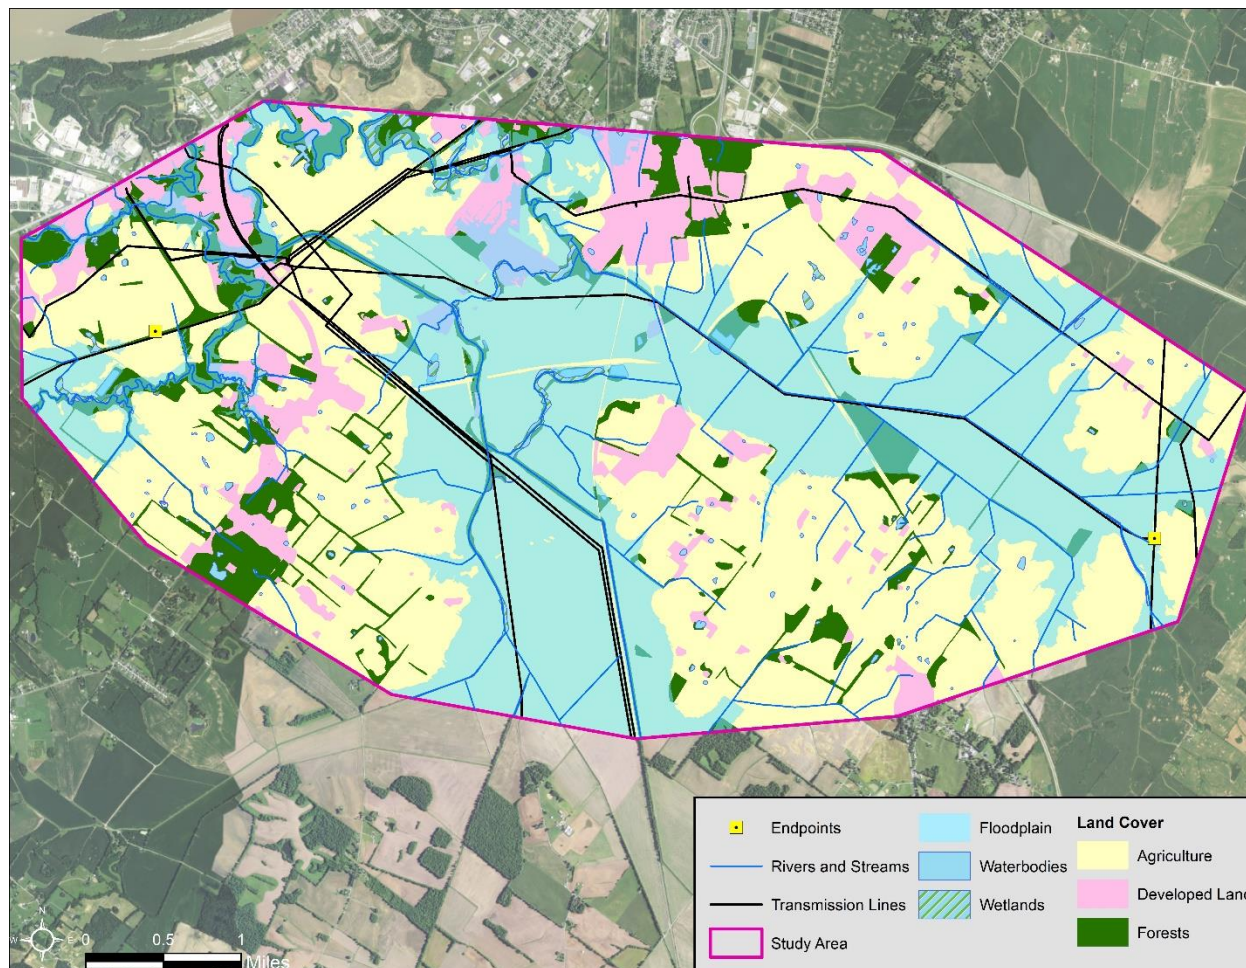 Endpoints
Rivers and Streams
Transmission Lines
Study Area
Floodplain
Waterbodies
Wetlands
Land Cover
Agriculture
Developed Land
Forests
N
W E
S
0 0.5 1
Miles